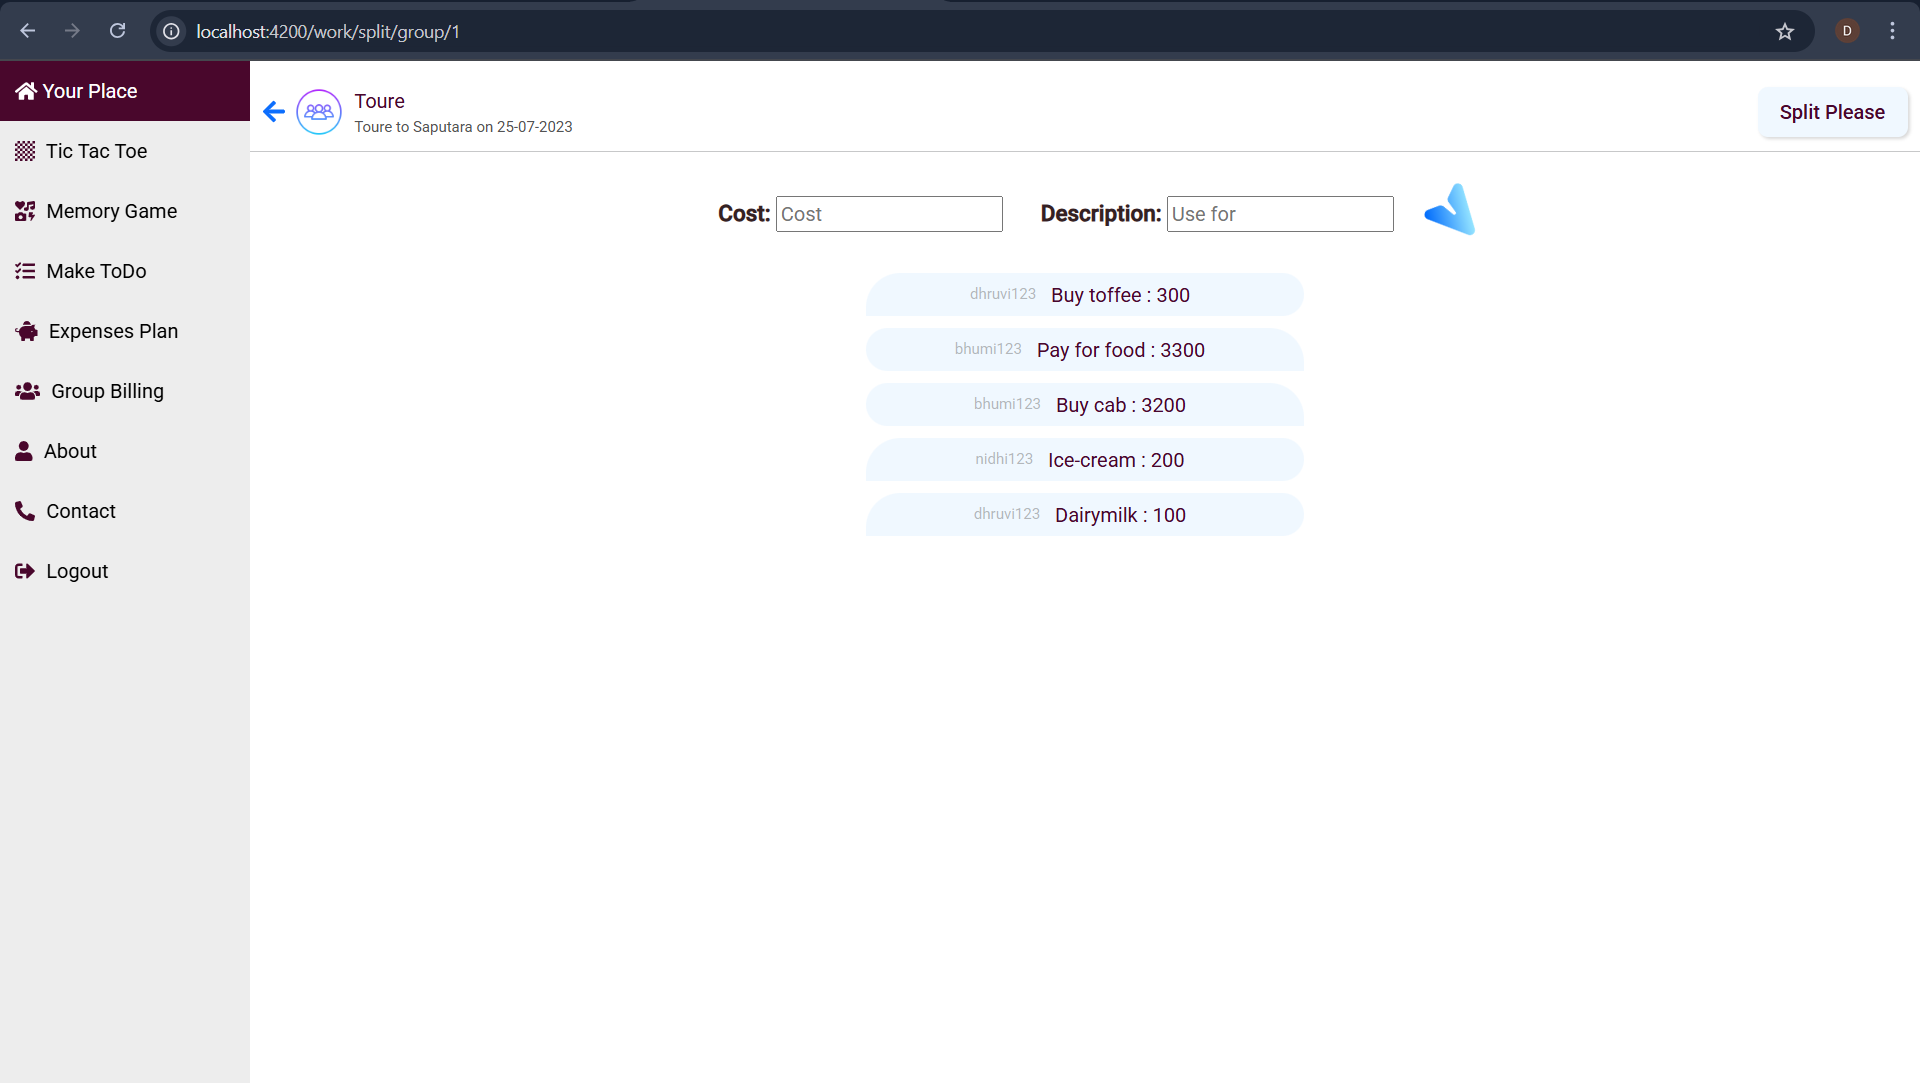 localhost:4200/work/split/group/1
D
Your Place
Tic Tac Toe
Memory Game
Make ToDo
Expenses Plan
Group Billing
About
Contact
Logout
Toure
Toure to Saputara on 25-07-2023
Split Please
Cost: Cost Description: Use for
dhruvi123 Buy toffee : 300
bhumi123 Pay for food : 3300
bhumi123 Buy cab : 3200
nidhi123 Ice-cream : 200
dhruvi123 Dairymilk : 100